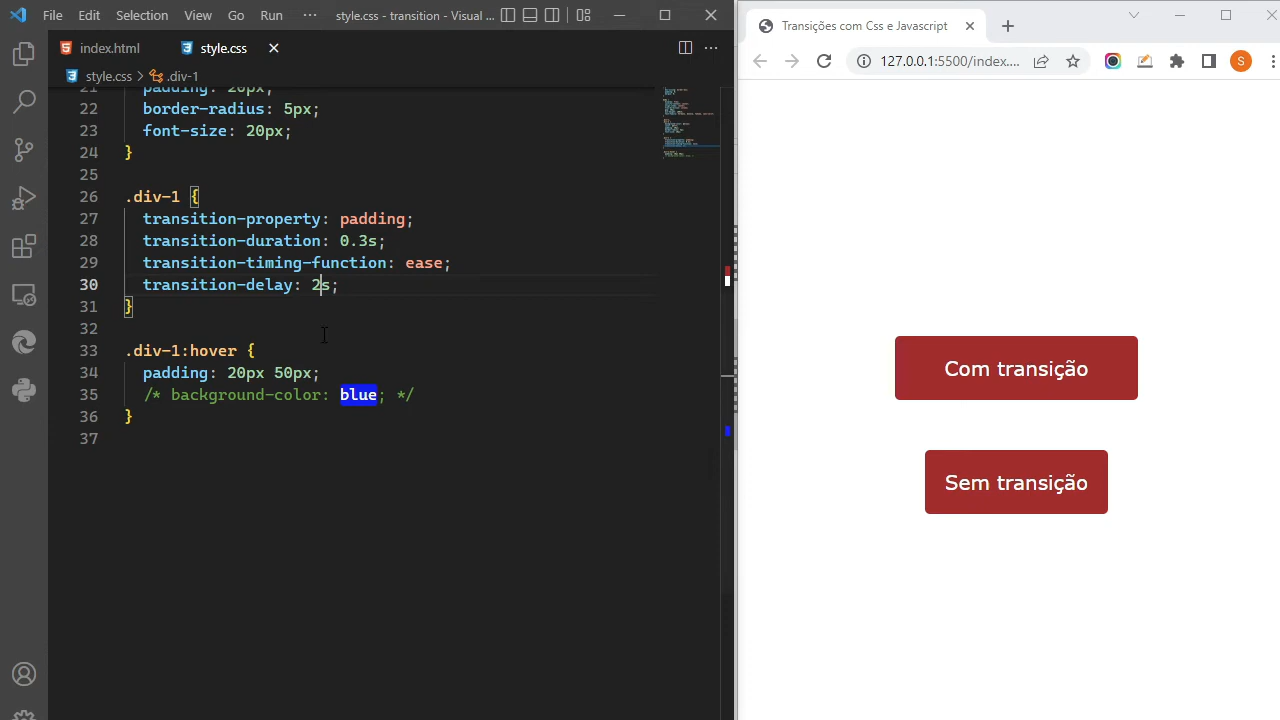 File Edit Selection View Go Run ··· style.css - transition - Visual ...
index.html style.css
style.css > .div-1
21 padding: 20px;
22 border-radius: 5px;
23 font-size: 20px;
24 }
25
26 .div-1 {
27 transition-property: padding;
28 transition-duration: 0.3s;
29 transition-timing-function: ease;
30 transition-delay: 2s;
31 }
32
33 .div-1:hover {
34 padding: 20px 50px;
35 /* background-color: blue; */
36 }
37
Transições com Css e Javascript
127.0.0.1:5500/index.... S
Com transição
Sem transição